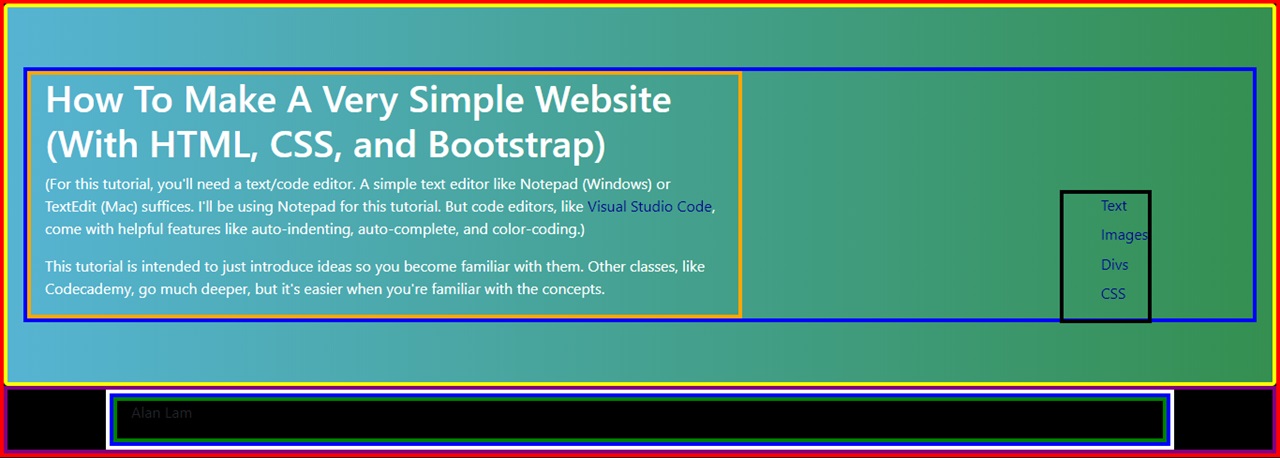 How To Make A Very Simple Website
(With HTML, CSS, and Bootstrap)
(For this tutorial, you'll need a text/code editor. A simple text editor like Notepad (Windows) or
TextEdit (Mac) suffices. I'll be using Notepad for this tutorial. But code editors, like Visual Studio Code,
come with helpful features like auto-indenting, auto-complete, and color-coding.)
This tutorial is intended to just introduce ideas so you become familiar with them. Other classes, like
Codecademy, go much deeper, but it's easier when you're familiar with the concepts.
Text
Images
Divs
CSS
Alan Lam